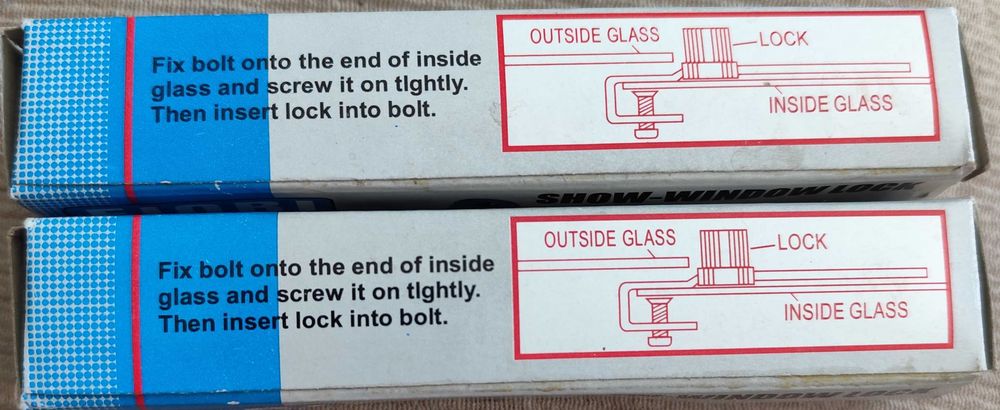 Fix bolt onto the end of inside
glass and screw it on tIghtly.
Then insert lock into bolt.
OUTSIDE GLASS
LOCK
INSIDE GLASS
SHOW-WINDOW LOCK
Fix bolt onto the end of inside
glass and screw it on tIghtly.
Then insert lock into bolt.
OUTSIDE GLASS
LOCK
INSIDE GLASS